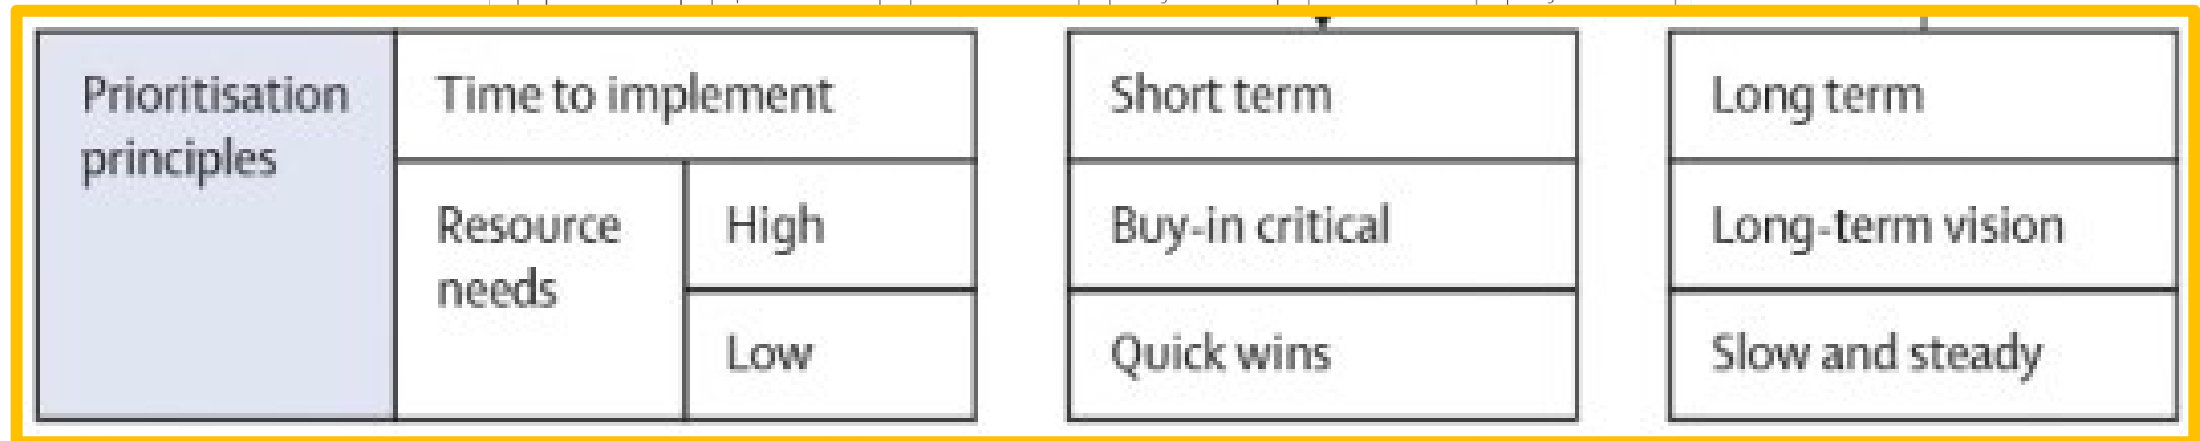 Prioritisation
principles
Time to implement
Short term
Long term
Resource
needs
High
Buy-in critical
Long-term vision
Low
Quick wins
Slow and steady